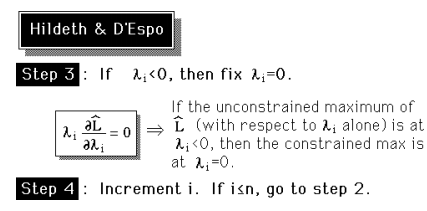 Hildeth & D'Espo
Step 3 : If λi<0, then fix λi=0.
λi ∂L̂/∂λi = 0 ⇒
If the unconstrained maximum of
L̂ (with respect to λi alone) is at
λi<0, then the constrained max is
at λi=0.
Step 4 : Increment i. If i≤n, go to step 2.